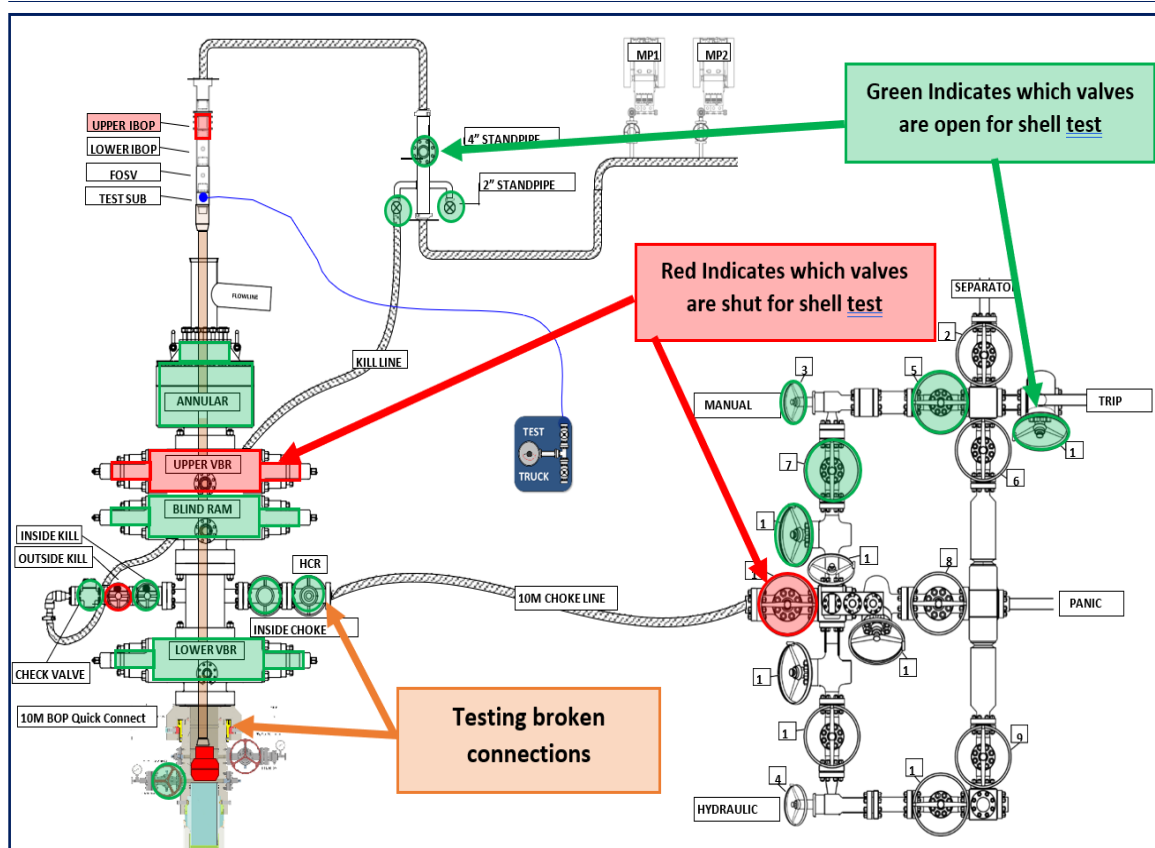 MP1
MP2
Green Indicates which valves
are open for shell test
UPPER IBOP
LOWER IBOP
FOSV
TEST SUB
4” STANDPIPE
2” STANDPIPE
Red Indicates which valves
are shut for shell test
FLOWLINE
KILL LINE
SEPARATOR
2
3
5
MANUAL
TRIP
1
ANNULAR
TEST
TRUCK
UPPER VBR
7
6
BLIND RAM
1
INSIDE KILL
OUTSIDE KILL
HCR
1
1
8
10M CHOKE LINE
PANIC
INSIDE CHOKE
LOWER VBR
1
1
CHECK VALVE
10M BOP Quick Connect
Testing broken
connections
1
9
1
4
HYDRAULIC